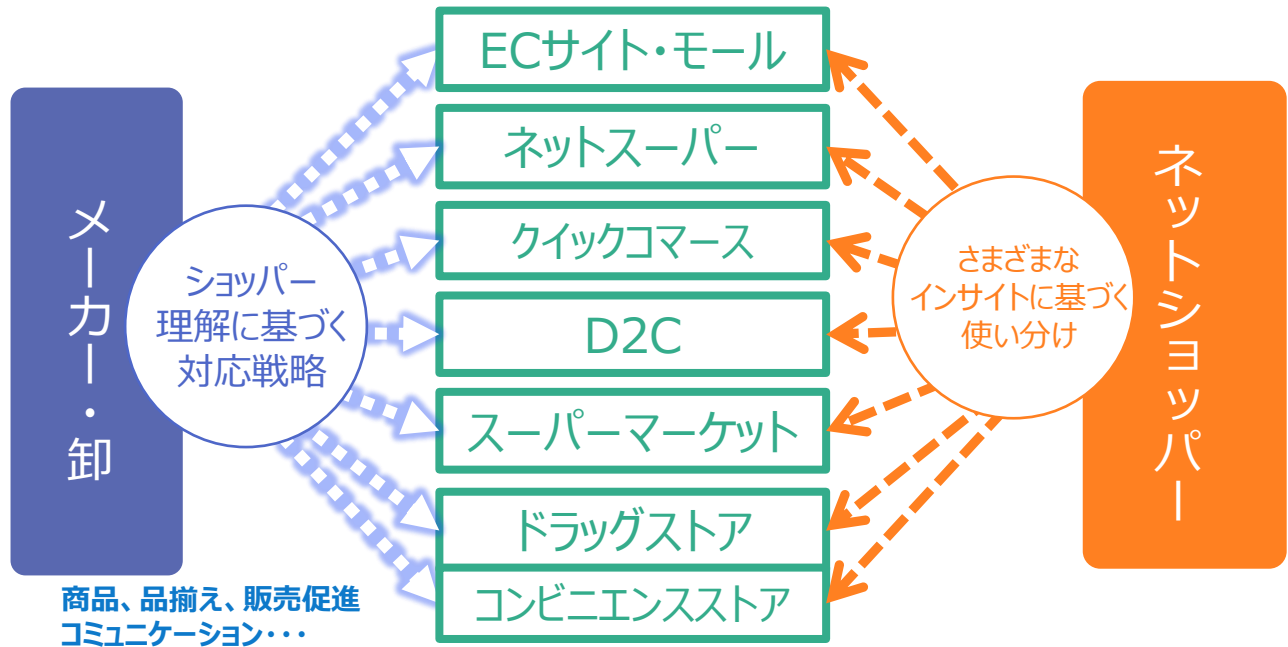 メーカー・卸
ショッパー
理解に基づく
対応戦略
商品、品揃え、販売促進
コミュニケーション・・・
ECサイト・モール
ネットスーパー
クイックコマース
D2C
スーパーマーケット
ドラッグストア
コンビニエンスストア
さまざまな
インサイトに基づく
使い分け
ネットショッパー